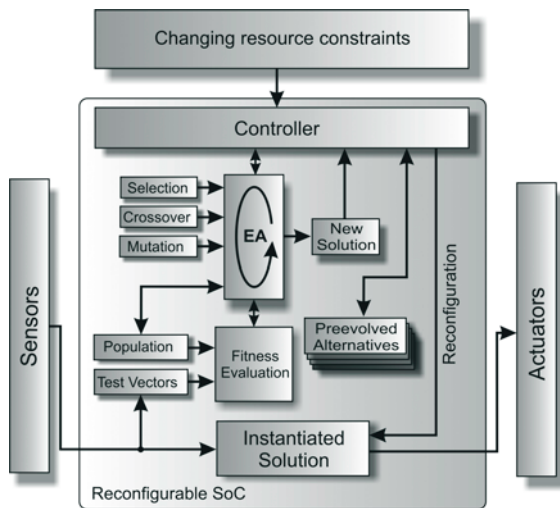 Changing resource constraints
Controller
Selection
Crossover
Mutation
EA
New
Solution
Reconfiguration
Sensors
Population
Test Vectors
Fitness
Evaluation
Preevolved
Alternatives
Actuators
Instantiated
Solution
Reconfigurable SoC